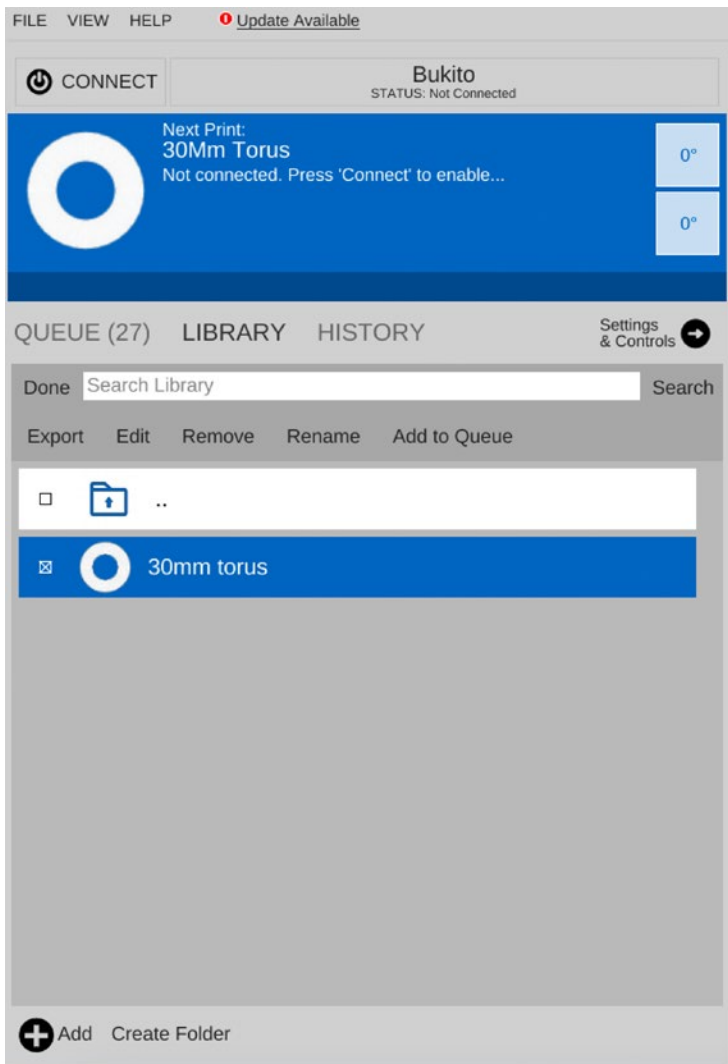 FILE VIEW HELP Update Available
CONNECT
Bukito
STATUS: Not Connected
Next Print:
30Mm Torus
Not connected. Press 'Connect' to enable...
0°
0°
QUEUE (27) LIBRARY HISTORY
Settings
& Controls
Done Search Library Search
Export Edit Remove Rename Add to Queue
..
30mm torus
Add Create Folder